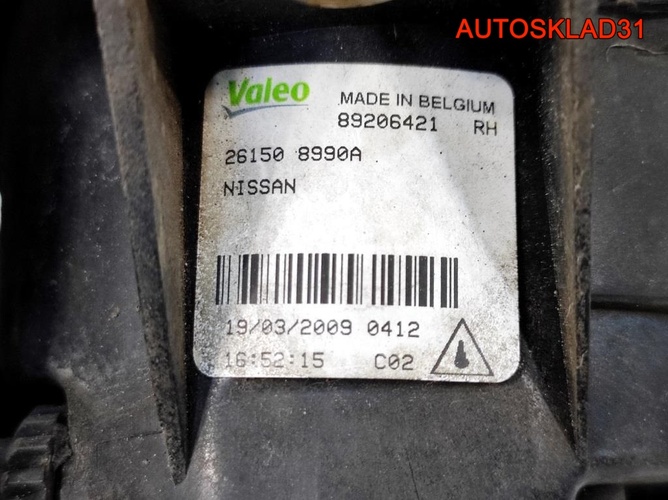 AUTOSKLAD31
Valeo
MADE IN BELGIUM
89206421 RH
26150 8990A
NISSAN
19/03/2009 0412
16:52:15 C02